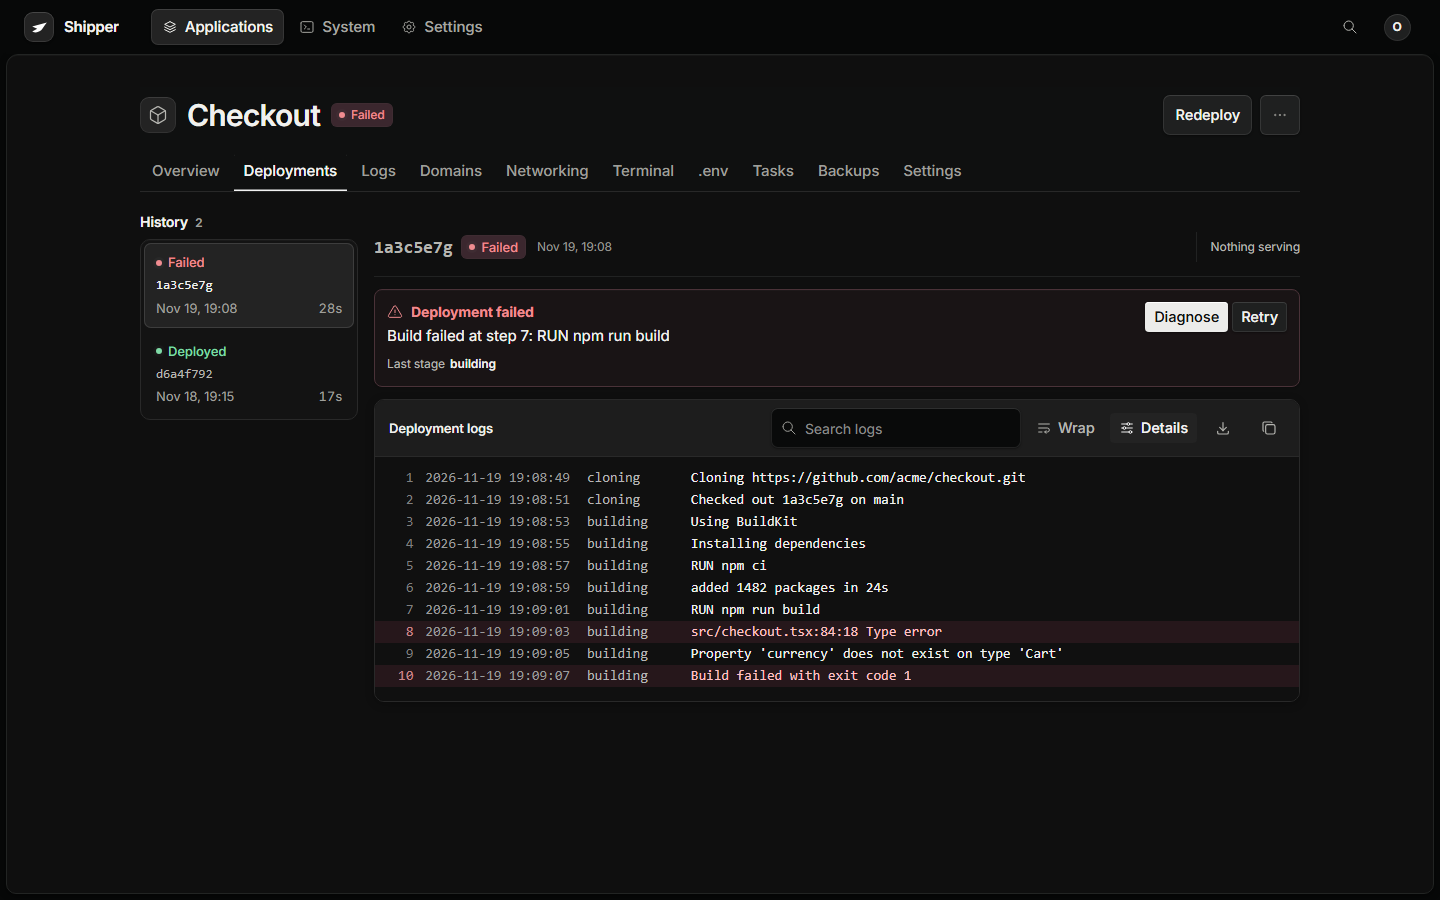 Shipper
Applications
System
Settings
O
Checkout
Failed
Redeploy
Overview
Deployments
Logs
Domains
Networking
Terminal
.env
Tasks
Backups
Settings
History 2
Failed
1a3c5e7g
Nov 19, 19:08 28s
Deployed
d6a4f792
Nov 18, 19:15 17s
1a3c5e7g Failed Nov 19, 19:08
Nothing serving
Deployment failed
Build failed at step 7: RUN npm run build
Last stage building
Diagnose
Retry
Deployment logs
Search logs
Wrap
Details
1 2026-11-19 19:08:49 cloning Cloning https://github.com/acme/checkout.git
2 2026-11-19 19:08:51 cloning Checked out 1a3c5e7g on main
3 2026-11-19 19:08:53 building Using BuildKit
4 2026-11-19 19:08:55 building Installing dependencies
5 2026-11-19 19:08:57 building RUN npm ci
6 2026-11-19 19:08:59 building added 1482 packages in 24s
7 2026-11-19 19:09:01 building RUN npm run build
8 2026-11-19 19:09:03 building src/checkout.tsx:84:18 Type error
9 2026-11-19 19:09:05 building Property 'currency' does not exist on type 'Cart'
10 2026-11-19 19:09:07 building Build failed with exit code 1